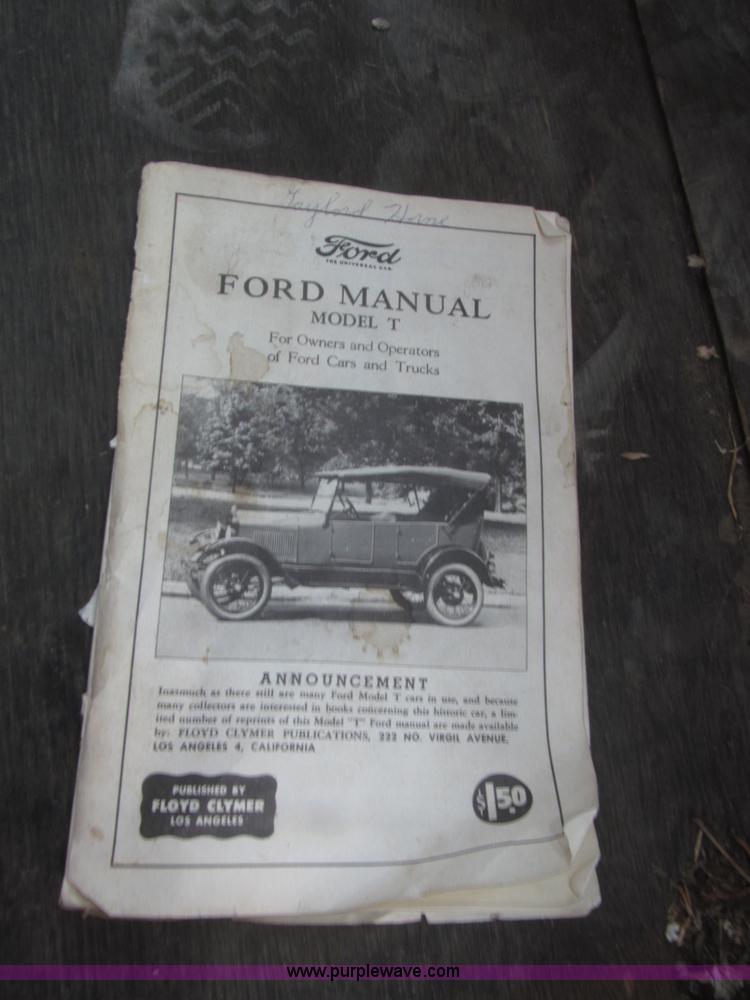 Gaylord Horne
Ford
THE UNIVERSAL CAR
FORD MANUAL
MODEL T
For Owners and Operators
of Ford Cars and Trucks
ANNOUNCEMENT
Inasmuch as there still are many Ford Model T cars in use, and because
many collectors are interested in books concerning this historic car, a lim-
ited number of reprints of this Model "T" Ford manual are made available
by: FLOYD CLYMER PUBLICATIONS, 222 NO. VIRGIL AVENUE,
LOS ANGELES 4, CALIFORNIA
PUBLISHED BY
FLOYD CLYMER
LOS ANGELES
$1.50
www.purplewave.com